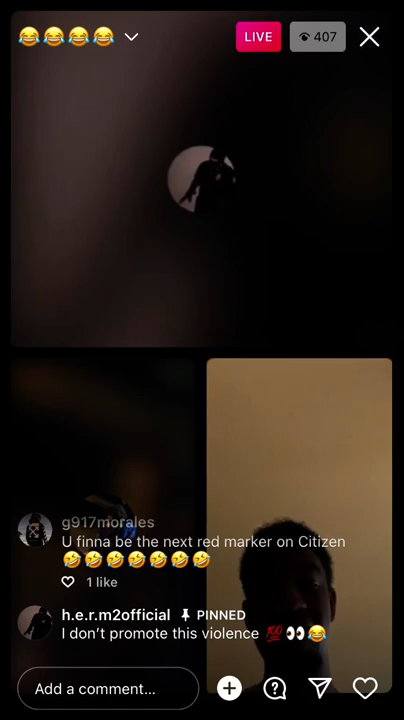 😂😂😂😂
LIVE
407
g917morales
U finna be the next red marker on Citizen
🤣🤣🤣🤣🤣🤣🤣
1 like
h.e.r.m2official PINNED
I don't promote this violence 💯👀😂
Add a comment...